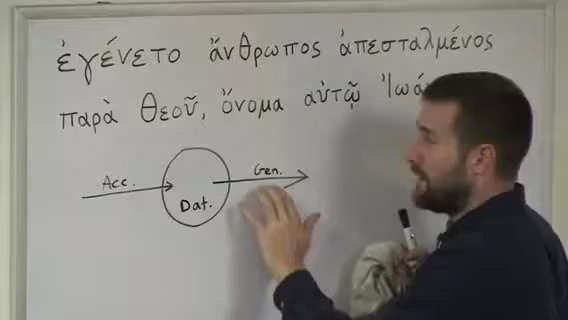 ἐγένετο ἄνθρωπος ἀπεσταλμένος
παρὰ θεοῦ, ὄνομα αὐτῷ
Acc. Gen.
Dat.